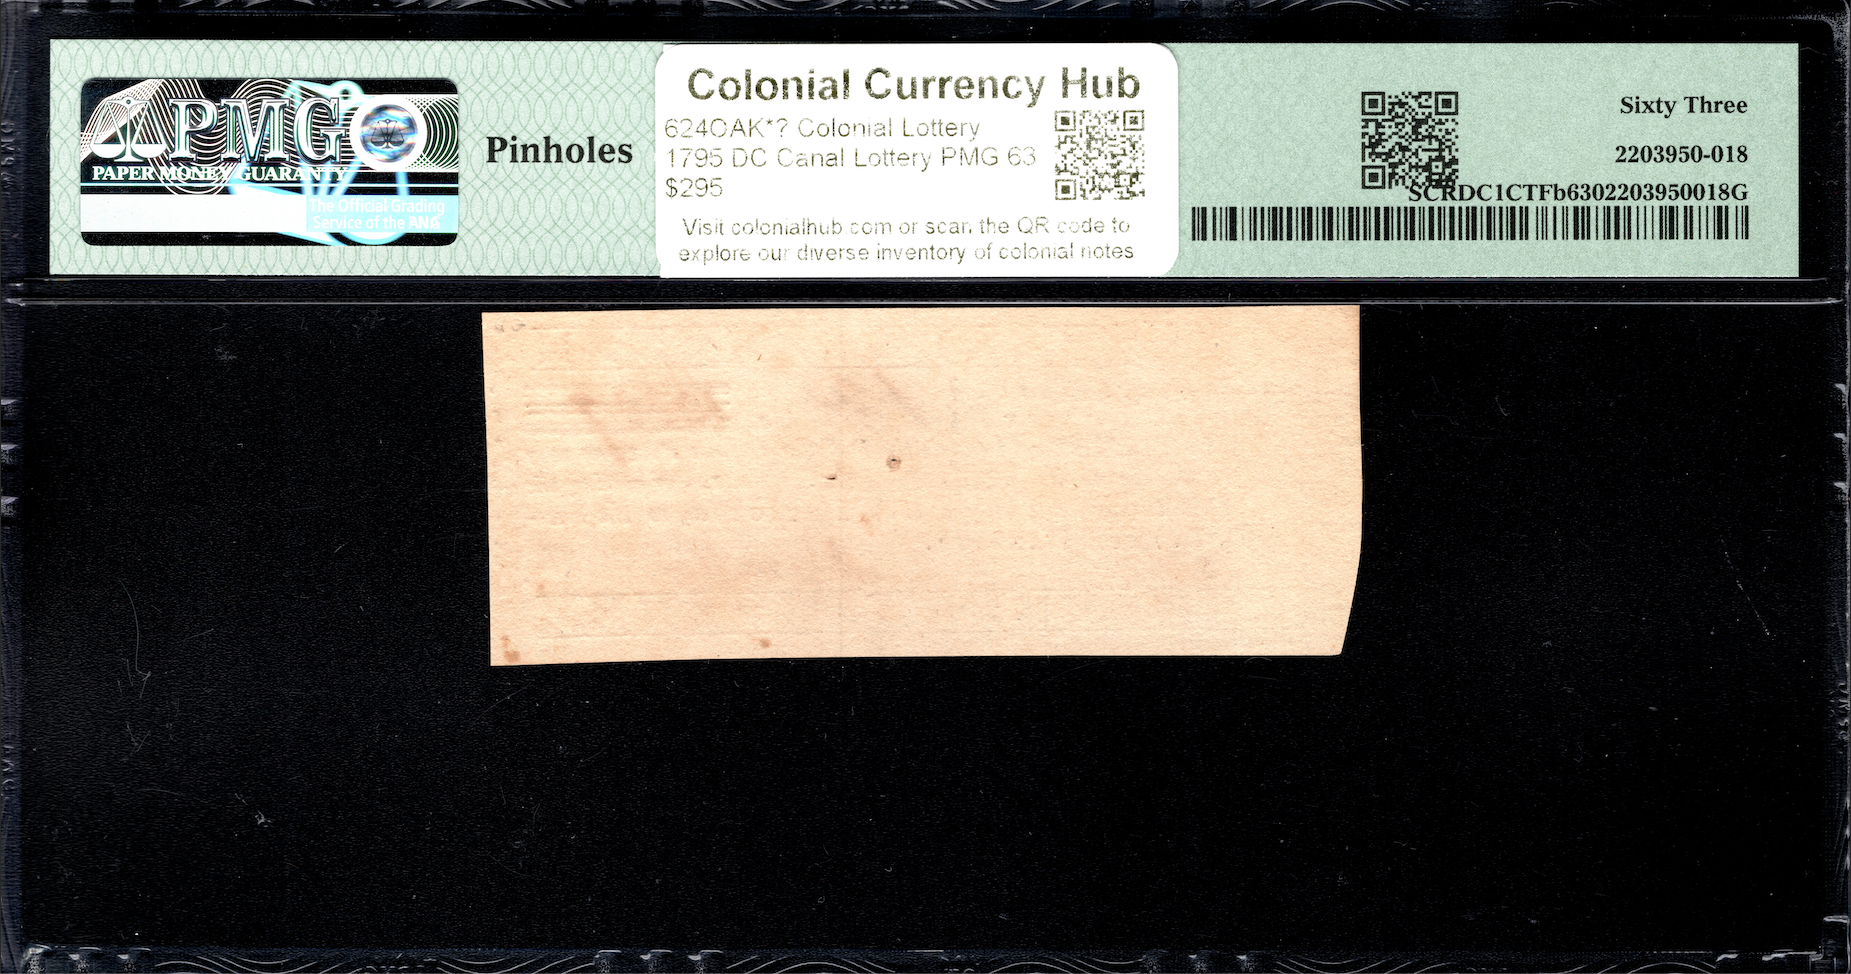 PMG
PAPER MONEY GUARANTY
The Official Grading
Service of the PNG
Pinholes
Colonial Currency Hub
624OAK*? Colonial Lottery
1795 DC Canal Lottery PMG 63
$295
Visit colonialhub.com or scan the QR code to
explore our diverse inventory of colonial notes
Sixty Three
2203950-018
SCRDC1CTFb6302203950018G